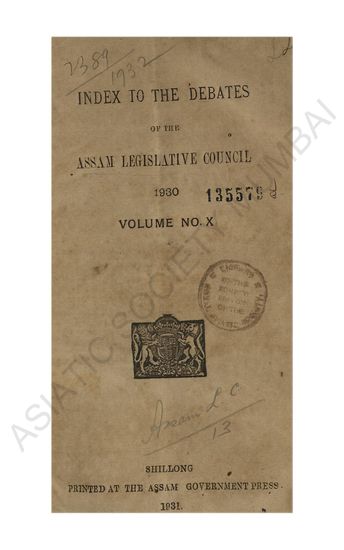 2389
1932
INDEX TO THE DEBATES
OF THE
ASSAM LEGISLATIVE COUNCIL
1930
135579
VOLUME NO. X
Assam L C
13
SHILLONG
PRINTED AT THE ASSAM GOVERNMENT PRESS.
1931.
ASIATIC SOCIETY MUMBAI